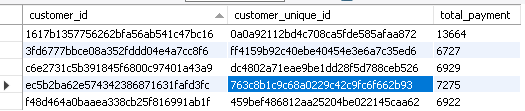 customer_id customer_unique_id total_payment
1617b1357756262bfa56ab541c47bc16 0a0a92112bd4c708ca5fde585afaa872 13664
3fd6777bbce08a352fddd04e4a7cc8f6 ff4159b92c40ebe40454e3e6a7c35ed6 6727
c6e2731c5b391845f6800c97401a43a9 dc4802a71eae9be1dd28f5d788ceb526 6929
ec5b2ba62e574342386871631fafd3fc 763c8b1c9c68a0229c42c9fc6f662b93 7275
f48d464a0baaea338cb25f816991ab1f 459bef486812aa25204be022145caa62 6922